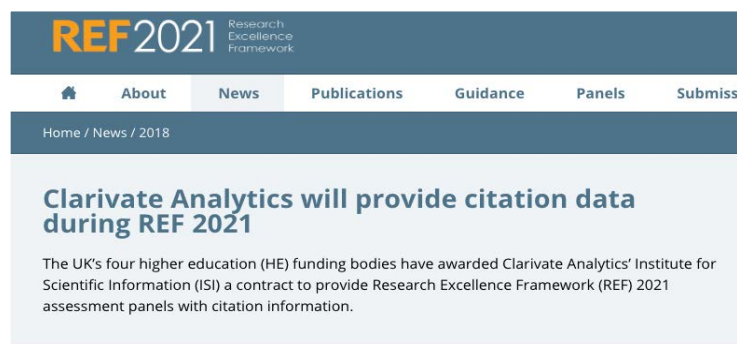 REF2021 Research
Excellence
Framework
About News Publications Guidance Panels Submiss
Home / News / 2018
Clarivate Analytics will provide citation data
during REF 2021
The UK's four higher education (HE) funding bodies have awarded Clarivate Analytics' Institute for
Scientific Information (ISI) a contract to provide Research Excellence Framework (REF) 2021
assessment panels with citation information.